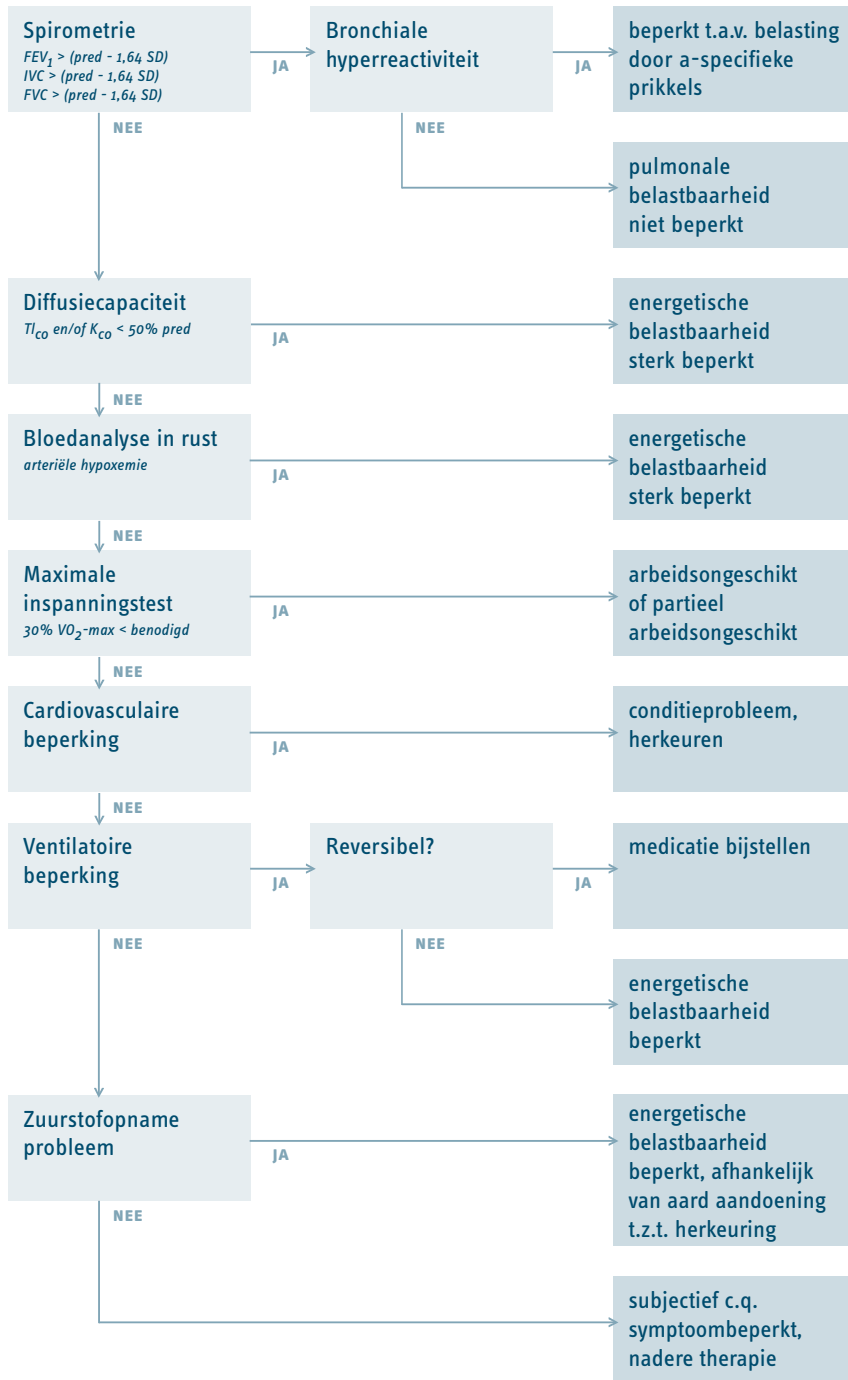 Spirometrie
FEV1 > (pred - 1,64 SD)
IVC > (pred - 1,64 SD)
FVC > (pred - 1,64 SD)
JA
Bronchiale
hyperreactiviteit
JA
beperkt t.a.v. belasting
door a-specifieke
prikkels
NEE
NEE
pulmonale
belastbaarheid
niet beperkt
Diffusiecapaciteit
Tlco en/of Kco < 50% pred
JA
energetische
belastbaarheid
sterk beperkt
NEE
Bloedanalyse in rust
arteriële hypoxemie
JA
energetische
belastbaarheid
sterk beperkt
NEE
Maximale
inspanningstest
30% VO2-max < benodigd
JA
arbeidsongeschikt
of partieel
arbeidsongeschikt
NEE
Cardiovasculaire
beperking
JA
conditieprobleem,
herkeuren
NEE
Ventilatoire
beperking
JA
Reversibel?
JA
medicatie bijstellen
NEE
NEE
energetische
belastbaarheid
beperkt
Zuurstofopname
probleem
JA
energetische
belastbaarheid
beperkt, afhankelijk
van aard aandoening
t.z.t. herkeuring
NEE
subjectief c.q.
symptoombeperkt,
nadere therapie